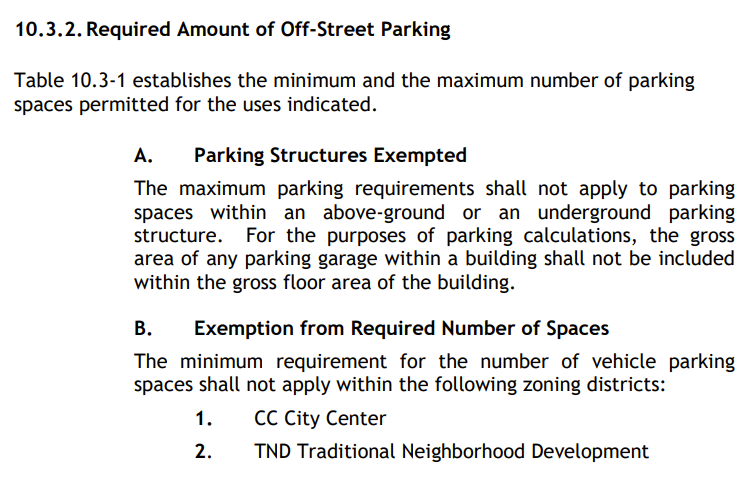 10.3.2. Required Amount of Off-Street Parking
Table 10.3-1 establishes the minimum and the maximum number of parking
spaces permitted for the uses indicated.
A. Parking Structures Exempted
The maximum parking requirements shall not apply to parking
spaces within an above-ground or an underground parking
structure. For the purposes of parking calculations, the gross
area of any parking garage within a building shall not be included
within the gross floor area of the building.
B. Exemption from Required Number of Spaces
The minimum requirement for the number of vehicle parking
spaces shall not apply within the following zoning districts:
1. CC City Center
2. TND Traditional Neighborhood Development